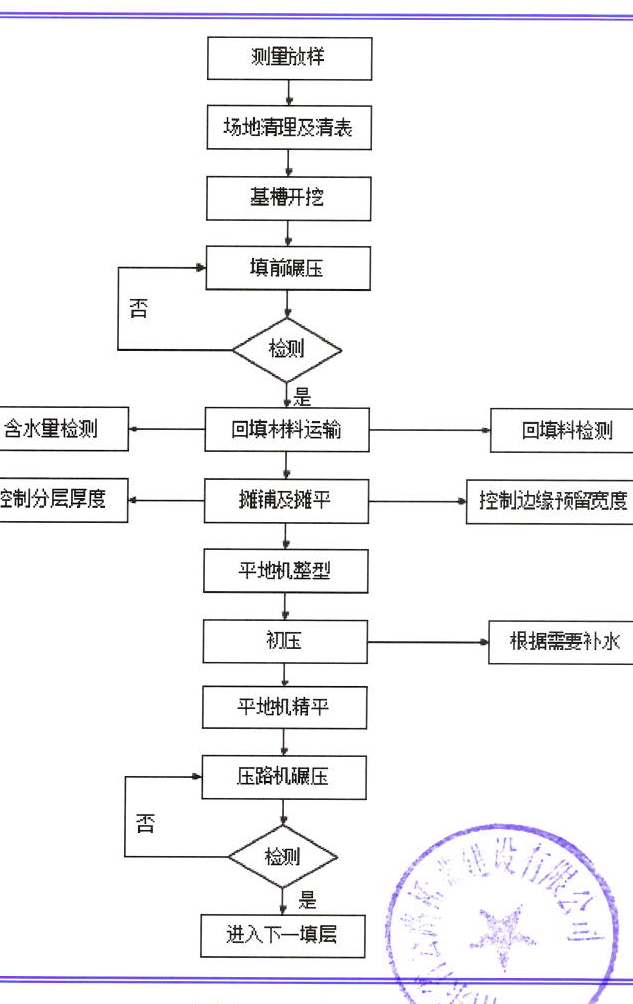 测量放样
场地清理及清表
基槽开挖
填前碾压
否
检测
是
含水量检测
回填材料运输
回填料检测
控制分层厚度
摊铺及摊平
控制边缘预留宽度
平地机整型
初压
根据需要补水
平地机精平
压路机碾压
否
检测
是
进入下一填层
建设有限公司